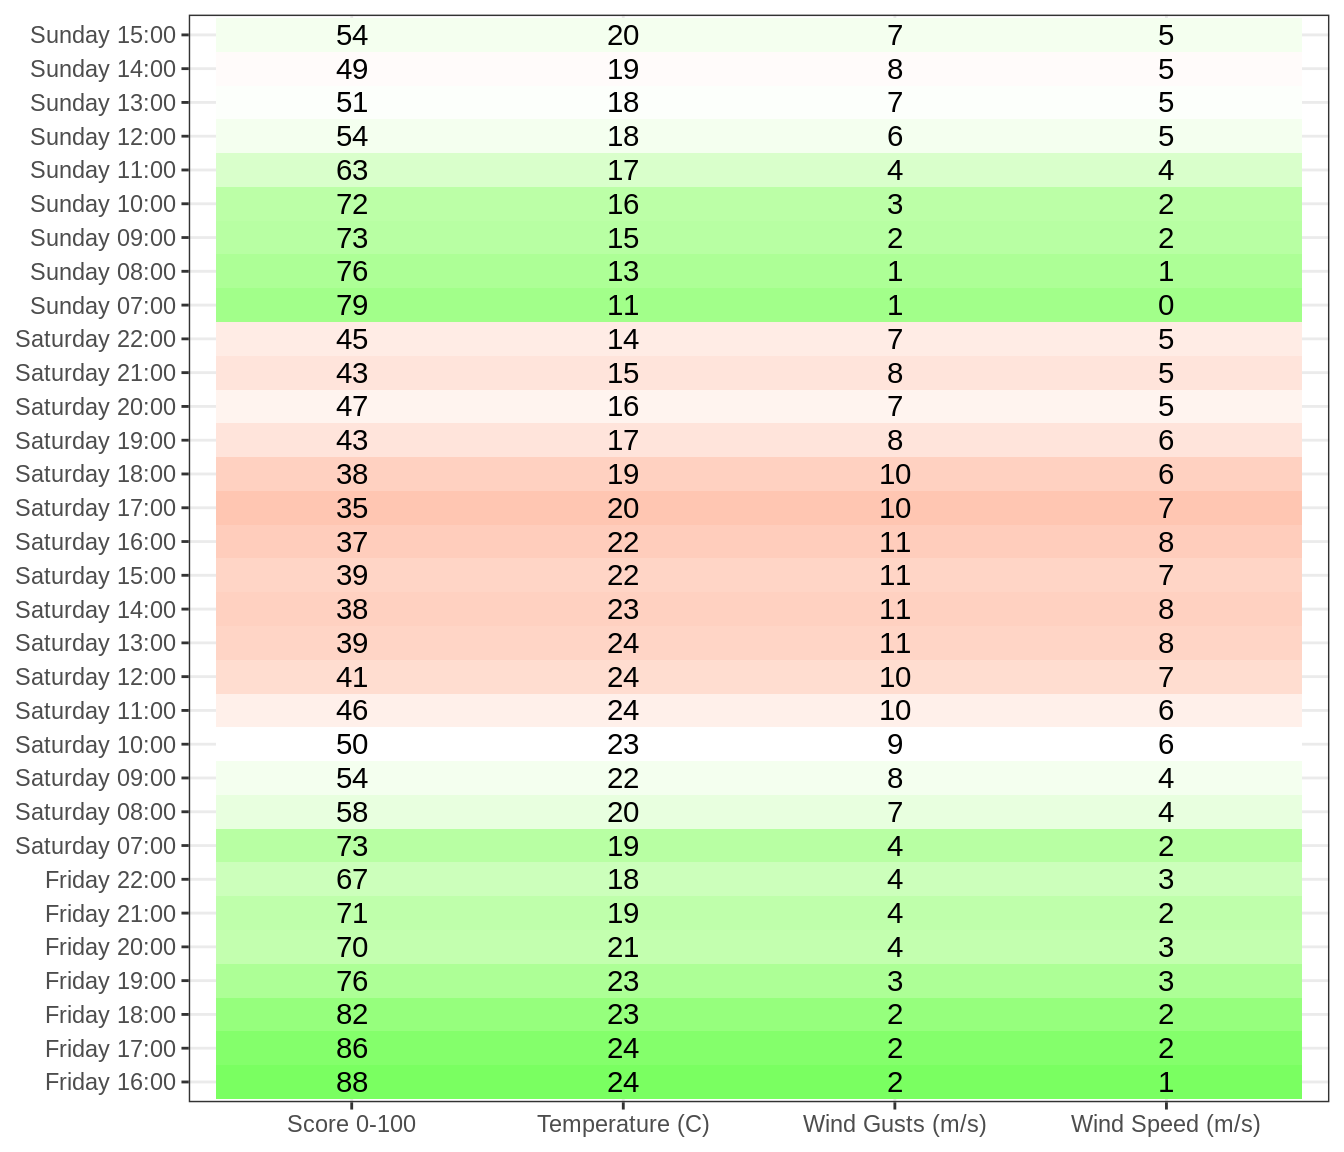 Sunday 15:00 54 20 7 5
Sunday 14:00 49 19 8 5
Sunday 13:00 51 18 7 5
Sunday 12:00 54 18 6 5
Sunday 11:00 63 17 4 4
Sunday 10:00 72 16 3 2
Sunday 09:00 73 15 2 2
Sunday 08:00 76 13 1 1
Sunday 07:00 79 11 1 0
Saturday 22:00 45 14 7 5
Saturday 21:00 43 15 8 5
Saturday 20:00 47 16 7 5
Saturday 19:00 43 17 8 6
Saturday 18:00 38 19 10 6
Saturday 17:00 35 20 10 7
Saturday 16:00 37 22 11 8
Saturday 15:00 39 22 11 7
Saturday 14:00 38 23 11 8
Saturday 13:00 39 24 11 8
Saturday 12:00 41 24 10 7
Saturday 11:00 46 24 10 6
Saturday 10:00 50 23 9 6
Saturday 09:00 54 22 8 4
Saturday 08:00 58 20 7 4
Saturday 07:00 73 19 4 2
Friday 22:00 67 18 4 3
Friday 21:00 71 19 4 2
Friday 20:00 70 21 4 3
Friday 19:00 76 23 3 3
Friday 18:00 82 23 2 2
Friday 17:00 86 24 2 2
Friday 16:00 88 24 2 1
Score 0-100 Temperature (C) Wind Gusts (m/s) Wind Speed (m/s)